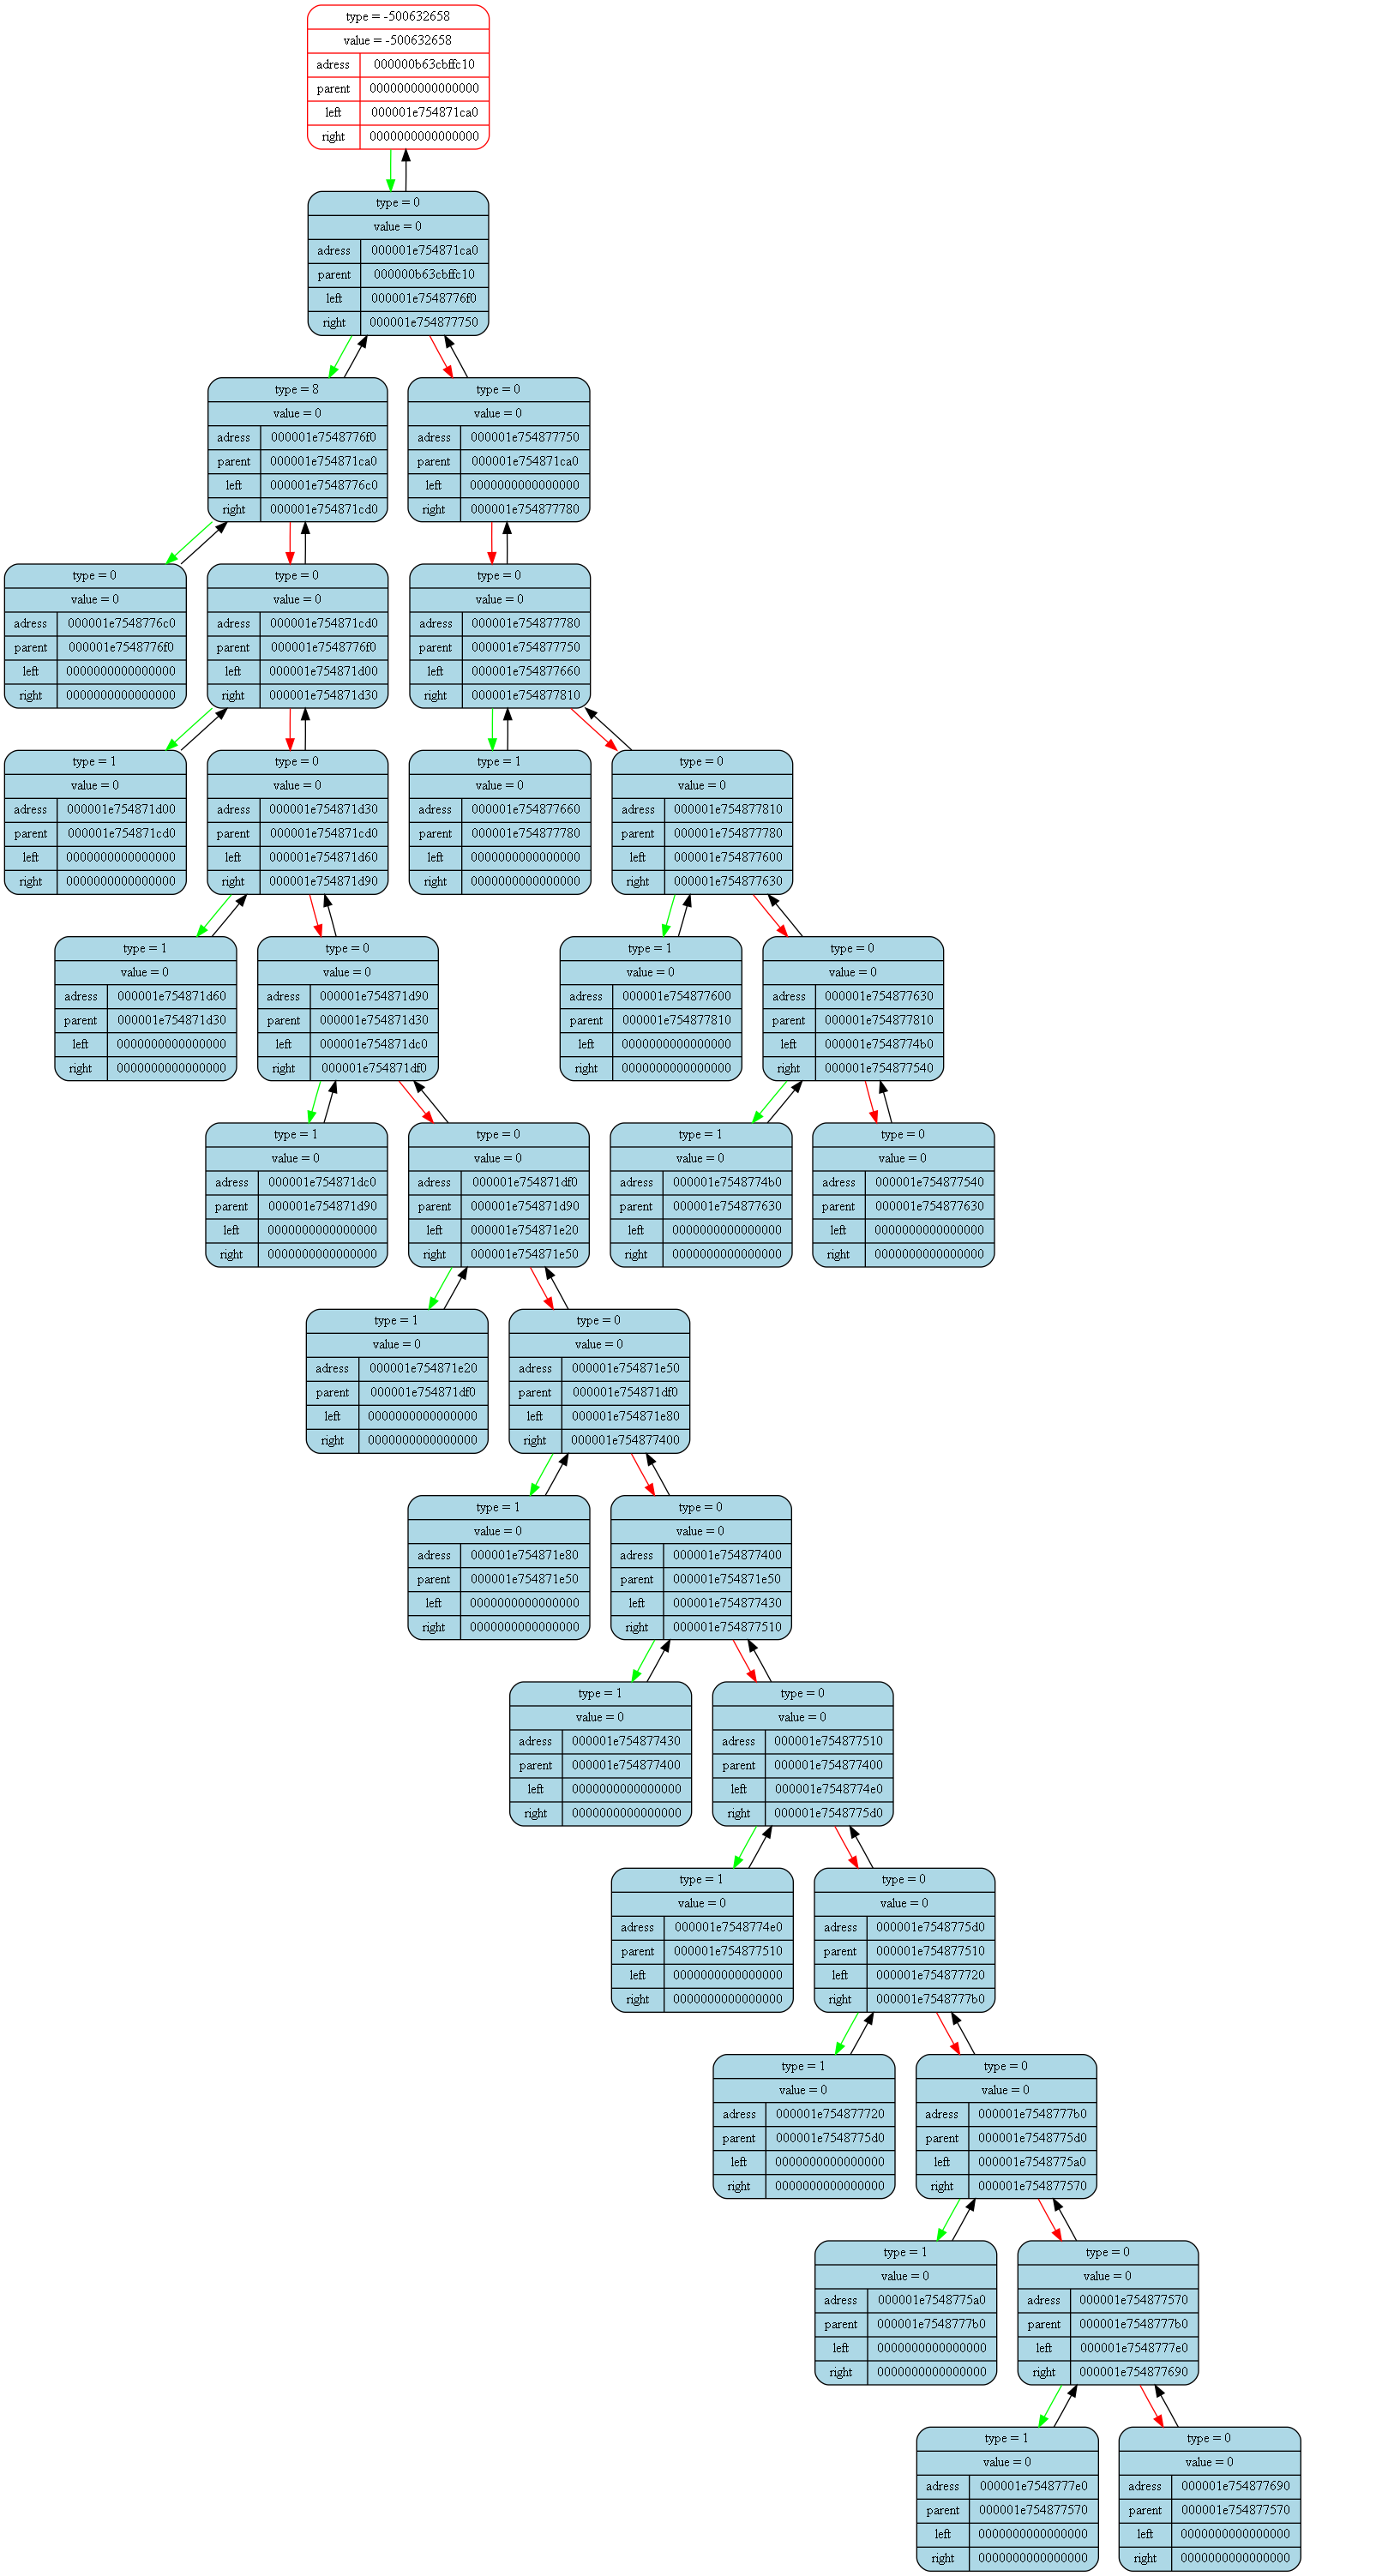 type = -500632658
value = -500632658
adress 000000b63cbffc10
parent 0000000000000000
left 000001e754871ca0
right 0000000000000000
type = 0
value = 0
adress 000001e754871ca0
parent 000000b63cbffc10
left 000001e7548776f0
right 000001e754877750
type = 8
value = 0
adress 000001e7548776f0
parent 000001e754871ca0
left 000001e7548776c0
right 000001e754871cd0
type = 0
value = 0
adress 000001e754877750
parent 000001e754871ca0
left 0000000000000000
right 000001e754877780
type = 0
value = 0
adress 000001e7548776c0
parent 000001e7548776f0
left 0000000000000000
right 0000000000000000
type = 0
value = 0
adress 000001e754871cd0
parent 000001e7548776f0
left 000001e754871d00
right 000001e754871d30
type = 0
value = 0
adress 000001e754877780
parent 000001e754877750
left 000001e754877660
right 000001e754877810
type = 1
value = 0
adress 000001e754871d00
parent 000001e754871cd0
left 0000000000000000
right 0000000000000000
type = 0
value = 0
adress 000001e754871d30
parent 000001e754871cd0
left 000001e754871d60
right 000001e754871d90
type = 1
value = 0
adress 000001e754877660
parent 000001e754877780
left 0000000000000000
right 0000000000000000
type = 0
value = 0
adress 000001e754877810
parent 000001e754877780
left 000001e754877600
right 000001e754877630
type = 1
value = 0
adress 000001e754871d60
parent 000001e754871d30
left 0000000000000000
right 0000000000000000
type = 0
value = 0
adress 000001e754871d90
parent 000001e754871d30
left 000001e754871dc0
right 000001e754871df0
type = 1
value = 0
adress 000001e754877600
parent 000001e754877810
left 0000000000000000
right 0000000000000000
type = 0
value = 0
adress 000001e754877630
parent 000001e754877810
left 000001e7548774b0
right 000001e754877540
type = 1
value = 0
adress 000001e754871dc0
parent 000001e754871d90
left 0000000000000000
right 0000000000000000
type = 0
value = 0
adress 000001e754871df0
parent 000001e754871d90
left 000001e754871e20
right 000001e754871e50
type = 1
value = 0
adress 000001e7548774b0
parent 000001e754877630
left 0000000000000000
right 0000000000000000
type = 0
value = 0
adress 000001e754877540
parent 000001e754877630
left 0000000000000000
right 0000000000000000
type = 1
value = 0
adress 000001e754871e20
parent 000001e754871df0
left 0000000000000000
right 0000000000000000
type = 0
value = 0
adress 000001e754871e50
parent 000001e754871df0
left 000001e754871e80
right 000001e754877400
type = 1
value = 0
adress 000001e754871e80
parent 000001e754871e50
left 0000000000000000
right 0000000000000000
type = 0
value = 0
adress 000001e754877400
parent 000001e754871e50
left 000001e754877430
right 000001e754877510
type = 1
value = 0
adress 000001e754877430
parent 000001e754877400
left 0000000000000000
right 0000000000000000
type = 0
value = 0
adress 000001e754877510
parent 000001e754877400
left 000001e7548774e0
right 000001e7548775d0
type = 1
value = 0
adress 000001e7548774e0
parent 000001e754877510
left 0000000000000000
right 0000000000000000
type = 0
value = 0
adress 000001e7548775d0
parent 000001e754877510
left 000001e754877720
right 000001e7548777b0
type = 1
value = 0
adress 000001e754877720
parent 000001e7548775d0
left 0000000000000000
right 0000000000000000
type = 0
value = 0
adress 000001e7548777b0
parent 000001e7548775d0
left 000001e7548775a0
right 000001e754877570
type = 1
value = 0
adress 000001e7548775a0
parent 000001e7548777b0
left 0000000000000000
right 0000000000000000
type = 0
value = 0
adress 000001e754877570
parent 000001e7548777b0
left 000001e7548777e0
right 000001e754877690
type = 1
value = 0
adress 000001e7548777e0
parent 000001e754877570
left 0000000000000000
right 0000000000000000
type = 0
value = 0
adress 000001e754877690
parent 000001e754877570
left 0000000000000000
right 0000000000000000